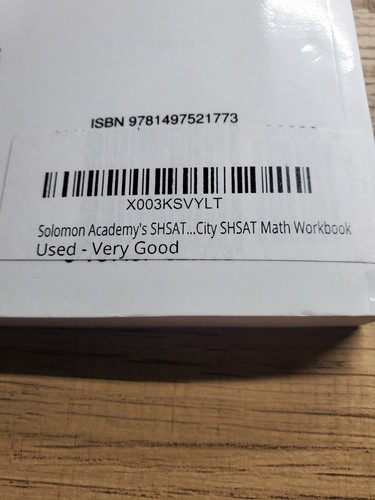 ISBN 9781497521773
X003KSVYLT
Solomon Academy's SHSAT...City SHSAT Math Workbook
Used - Very Good